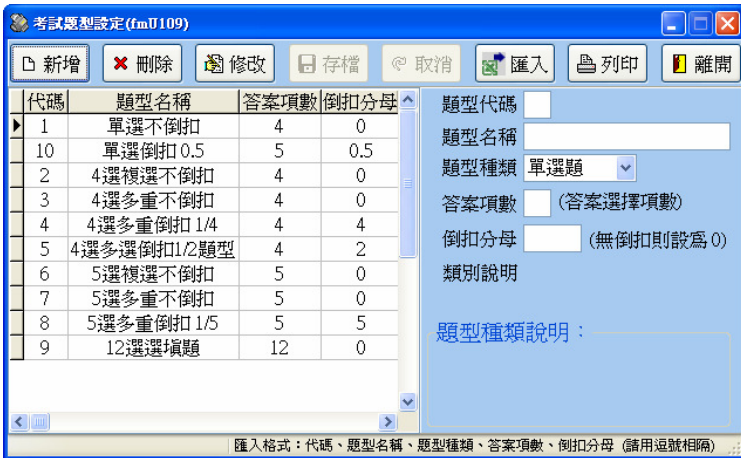 考試題型設定(fmU109)
新增 刪除 修改 存檔 取消 匯入 列印 離開
代碼 題型名稱 答案項數 倒扣分母
1 單選不倒扣 4 0
10 單選倒扣0.5 5 0.5
2 4選複選不倒扣 4 0
3 4選多重不倒扣 4 0
4 4選多重倒扣1/4 4 4
5 4選多選倒扣1/2題型 4 2
6 5選複選不倒扣 5 0
7 5選多重不倒扣 5 0
8 5選多重倒扣1/5 5 5
9 12選選填題 12 0
題型代碼
題型名稱
題型種類 單選題
答案項數 (答案選擇項數)
倒扣分母 (無倒扣則設為0)
類別說明
題型種類說明：
匯入格式：代碼、題型名稱、題型種類、答案項數、倒扣分母 (請用逗號相隔)